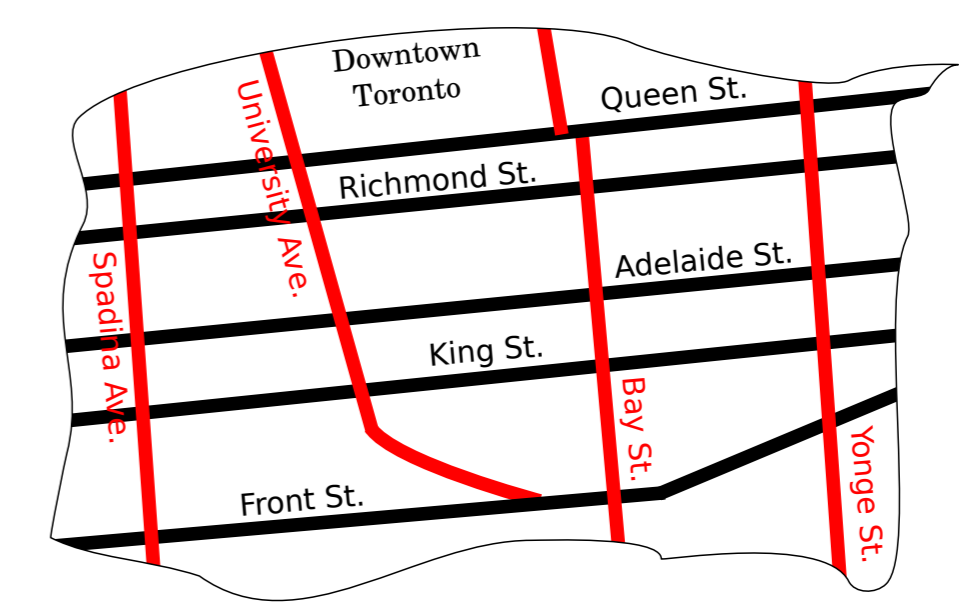 Downtown
Toronto
Queen St.
University Ave.
Richmond St.
Adelaide St.
Spadina Ave.
King St.
Bay St.
Yonge St.
Front St.